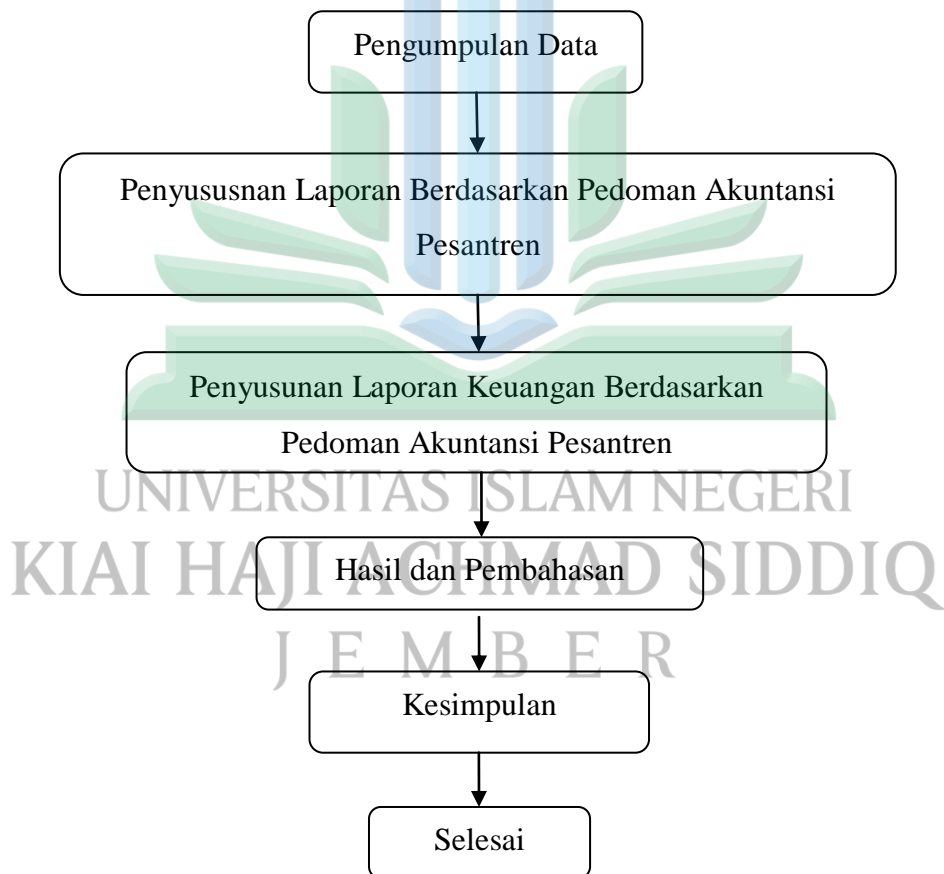 Pengumpulan Data
Penyususnan Laporan Berdasarkan Pedoman Akuntansi
Pesantren
Penyusunan Laporan Keuangan Berdasarkan
Pedoman Akuntansi Pesantren
UNIVERSITAS ISLAM NEGERI
Hasil dan Pembahasan
KIAI HAJI ACHMAD SIDDIQ
JEMBER
Kesimpulan
Selesai